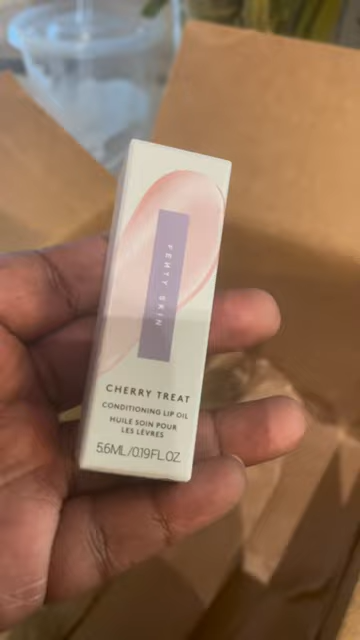 FENTY SKIN
CHERRY TREAT
CONDITIONING LIP OIL
HUILE SOIN POUR
LES LÈVRES
5.6ML/0.19FL.OZ